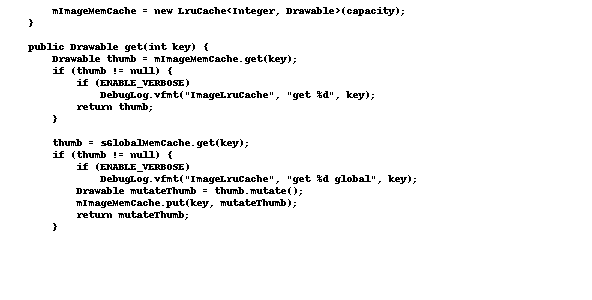 mImageMemCache = new LruCache<Integer, Drawable>(capacity);
}
public Drawable get(int key) {
Drawable thumb = mImageMemCache.get(key);
if (thumb != null) {
if (ENABLE_VERBOSE)
DebugLog.vfmt("ImageLruCache", "get %d", key);
return thumb;
}
thumb = sGlobalMemCache.get(key);
if (thumb != null) {
if (ENABLE_VERBOSE)
DebugLog.vfmt("ImageLruCache", "get %d global", key);
Drawable mutateThumb = thumb.mutate();
mImageMemCache.put(key, mutateThumb);
return mutateThumb;
}